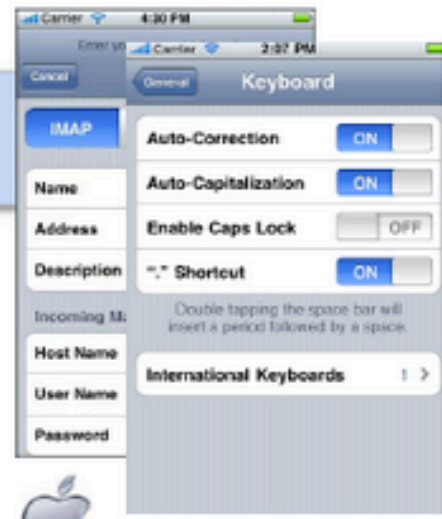 Carrier 4:30 PM
Enter yo
Cancel
IMAP
Name
Address
Description
Incoming Ma
Host Name
User Name
Password
Carrier 2:07 PM
General Keyboard
Auto-Correction ON
Auto-Capitalization ON
Enable Caps Lock OFF
“.” Shortcut ON
Double tapping the space bar will
insert a period followed by a space.
International Keyboards 1 >